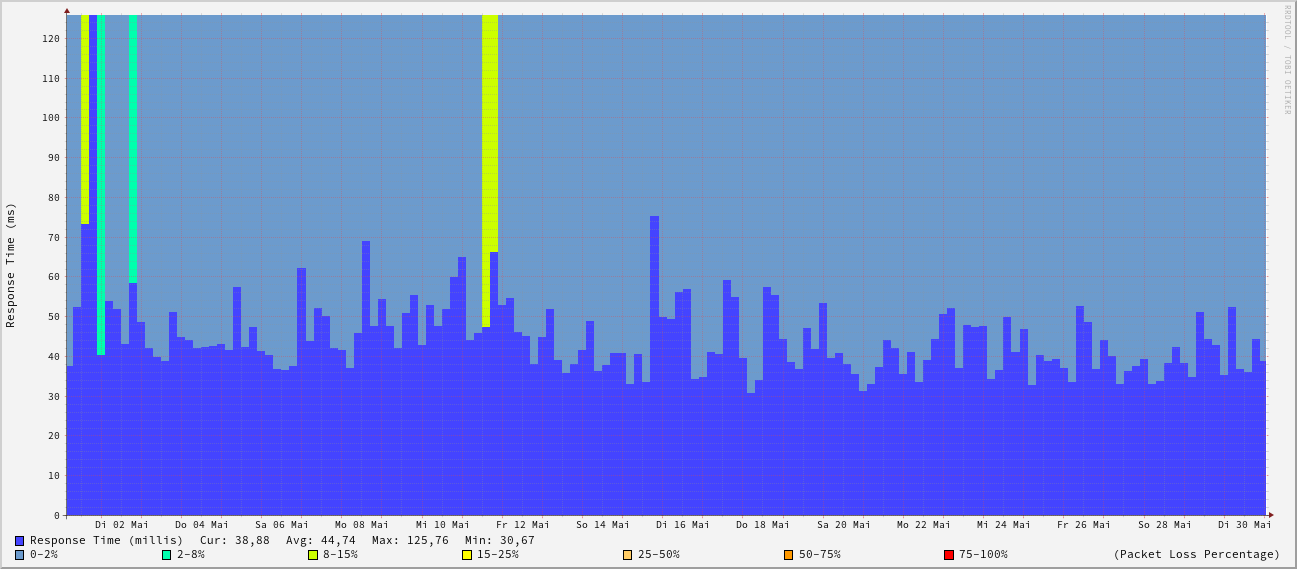 RRDTOOL / TOBI OETIKER
Response Time (ms)
120
110
100
90
80
70
60
50
40
30
20
10
0
Di 02 Mai Do 04 Mai Sa 06 Mai Mo 08 Mai Mi 10 Mai Fr 12 Mai So 14 Mai Di 16 Mai Do 18 Mai Sa 20 Mai Mo 22 Mai Mi 24 Mai Fr 26 Mai So 28 Mai Di 30 Mai
Response Time (millis) Cur: 38,88 Avg: 44,74 Max: 125,76 Min: 30,67
0-2% 2-8% 8-15% 15-25% 25-50% 50-75% 75-100% (Packet Loss Percentage)